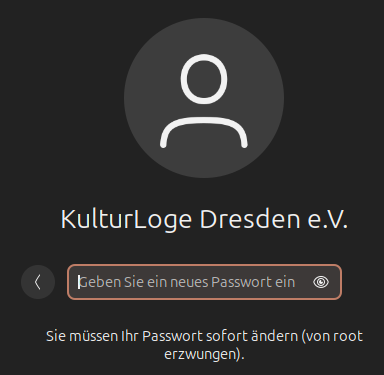 KulturLoge Dresden e.V.
Geben Sie ein neues Passwort ein
Sie müssen Ihr Passwort sofort ändern (von root
erzwungen).